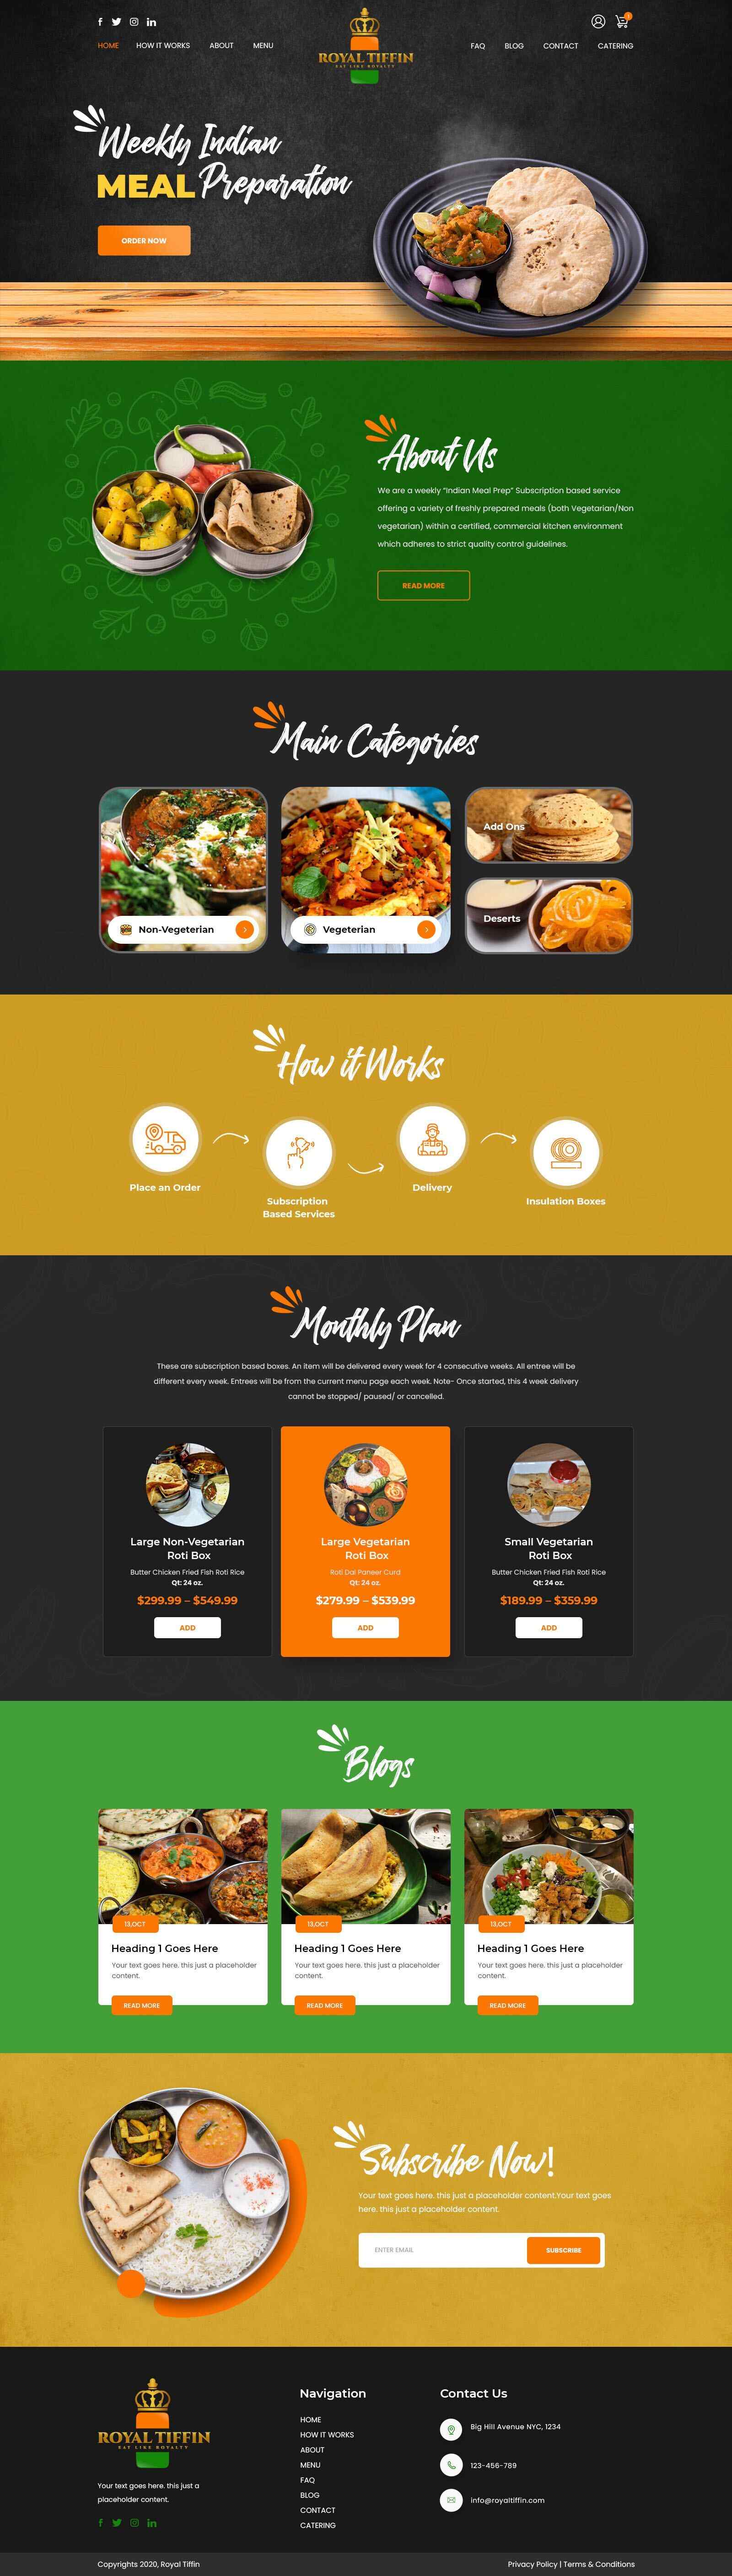 HOME HOW IT WORKS ABOUT MENU
ROYAL TIFFIN
EAT LIKE ROYALTY
1
FAQ BLOG CONTACT CATERING
Weekly Indian
MEAL Preparation
ORDER NOW
About Us
We are a weekly “Indian Meal Prep” Subscription based service
offering a variety of freshly prepared meals (both Vegetarian/Non
vegetarian) within a certified, commercial kitchen environment
which adheres to strict quality control guidelines.
READ MORE
Main Categories
Non-Vegeterian
Vegeterian
Add Ons
Deserts
How it Works
Place an Order
Subscription
Based Services
Delivery
Insulation Boxes
Monthly Plan
These are subscription based boxes. An item will be delivered every week for 4 consecutive weeks. All entree will be
different every week. Entrees will be from the current menu page each week. Note- Once started, this 4 week delivery
cannot be stopped/ paused/ or cancelled.
Large Non-Vegetarian
Roti Box
Butter Chicken Fried Fish Roti Rice
Qt: 24 oz.
$299.99 – $549.99
ADD
Large Vegetarian
Roti Box
Roti Dal Paneer Curd
Qt: 24 oz.
$279.99 – $539.99
ADD
Small Vegetarian
Roti Box
Butter Chicken Fried Fish Roti Rice
Qt: 24 oz.
$189.99 – $359.99
ADD
Blogs
13,OCT
Heading 1 Goes Here
Your text goes here. this just a placeholder
content.
READ MORE
13,OCT
Heading 1 Goes Here
Your text goes here. this just a placeholder
content.
READ MORE
13,OCT
Heading 1 Goes Here
Your text goes here. this just a placeholder
content.
READ MORE
Subscribe Now!
Your text goes here. this just a placeholder content.Your text goes
here. this just a placeholder content.
ENTER EMAIL
SUBSCRIBE
ROYAL TIFFIN
EAT LIKE ROYALTY
Your text goes here. this just a
placeholder content.
Navigation
HOME
HOW IT WORKS
ABOUT
MENU
FAQ
BLOG
CONTACT
CATERING
Contact Us
Big Hill Avenue NYC, 1234
123-456-789
info@royaltiffin.com
Copyrights 2020, Royal Tiffin
Privacy Policy | Terms & Conditions